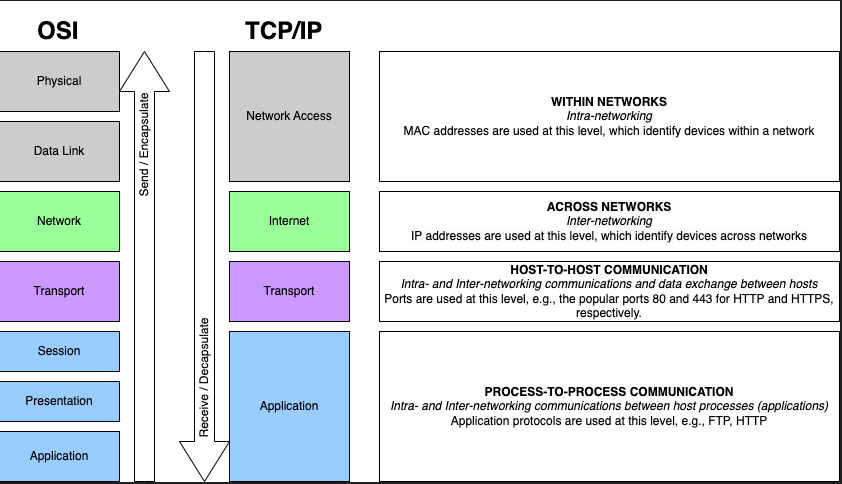 OSI
TCP/IP
Physical
Data Link
Network
Transport
Session
Presentation
Application
Send / Encapsulate
Receive / Decapsulate
Network Access
Internet
Transport
Application
WITHIN NETWORKS
Intra-networking
MAC addresses are used at this level, which identify devices within a network
ACROSS NETWORKS
Inter-networking
IP addresses are used at this level, which identify devices across networks
HOST-TO-HOST COMMUNICATION
Intra- and Inter-networking communications and data exchange between hosts
Ports are used at this level, e.g., the popular ports 80 and 443 for HTTP and HTTPS,
respectively.
PROCESS-TO-PROCESS COMMUNICATION
Intra- and Inter-networking communications between host processes (applications)
Application protocols are used at this level, e.g., FTP, HTTP